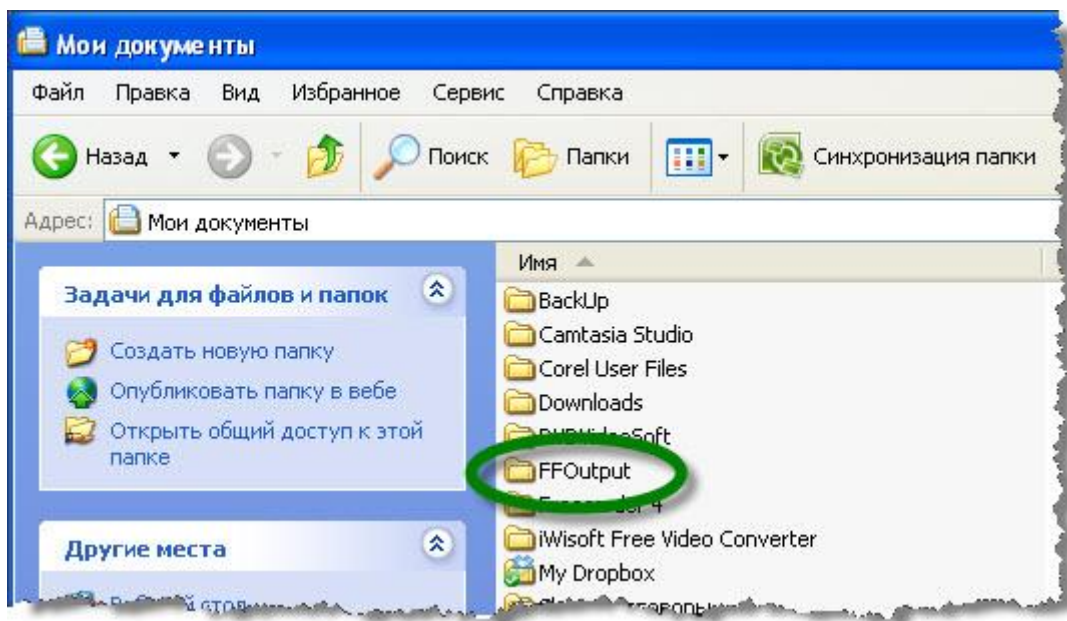 Мои документы
Файл Правка Вид Избранное Сервис Справка
Назад Поиск Папки Синхронизация папки
Адрес: Мои документы
Имя
Задачи для файлов и папок
Создать новую папку
Опубликовать папку в вебе
Открыть общий доступ к этой
папке
Другие места
BackUp
Camtasia Studio
Corel User Files
Downloads
DVDVideoSoft
FFOutput
iWisoft Free Video Converter
My Dropbox